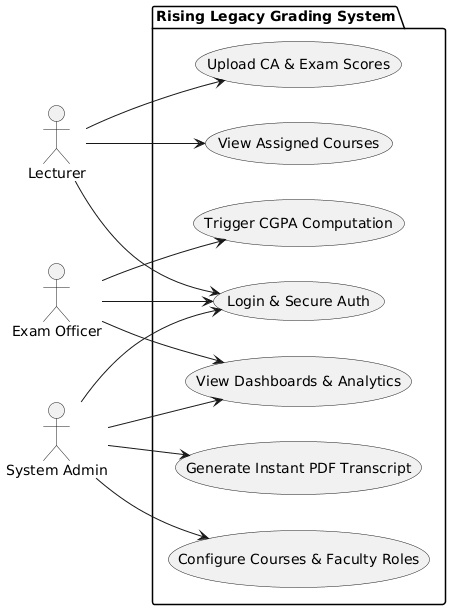 Rising Legacy Grading System
Upload CA & Exam Scores
View Assigned Courses
Lecturer
Trigger CGPA Computation
Login & Secure Auth
Exam Officer
View Dashboards & Analytics
System Admin
Generate Instant PDF Transcript
Configure Courses & Faculty Roles